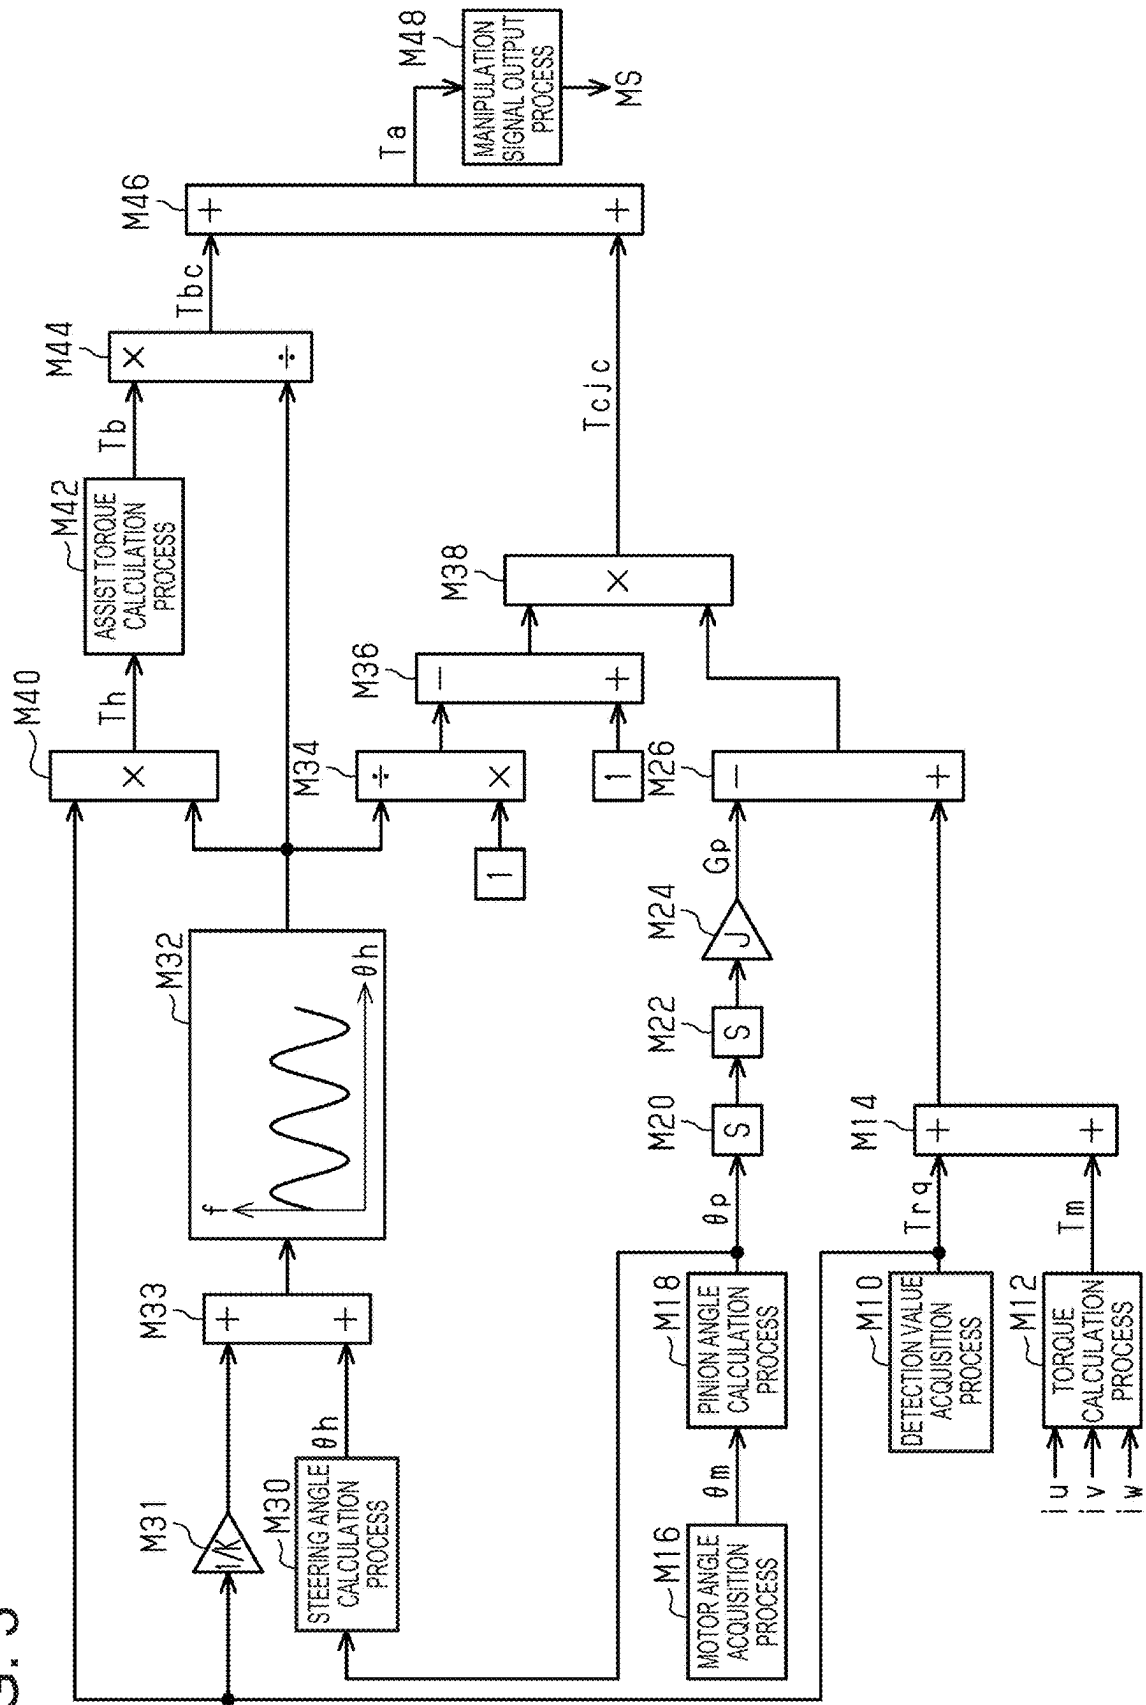 G. 3
M31
1/K
M30
STEERING ANGLE
CALCULATION
PROCESS
θh
M33
+
+
M32
f
θh
M40
×
Th
M42
ASSIST TORQUE
CALCULATION
PROCESS
Tb
M44
×
÷
Tbc
M46
+
+
Ta
M48
MANIPULATION
SIGNAL OUTPUT
PROCESS
MS
1
M34
÷
×
1
M36
−
+
M38
×
Tcjc
M16
MOTOR ANGLE
ACQUISITION
PROCESS
θm
M18
PINION ANGLE
CALCULATION
PROCESS
θp
M20
S
M22
S
M24
J
Gp
M26
−
+
M10
DETECTION VALUE
ACQUISITION
PROCESS
Trq
iu
iv
iw
M12
TORQUE
CALCULATION
PROCESS
Tm
M14
+
+